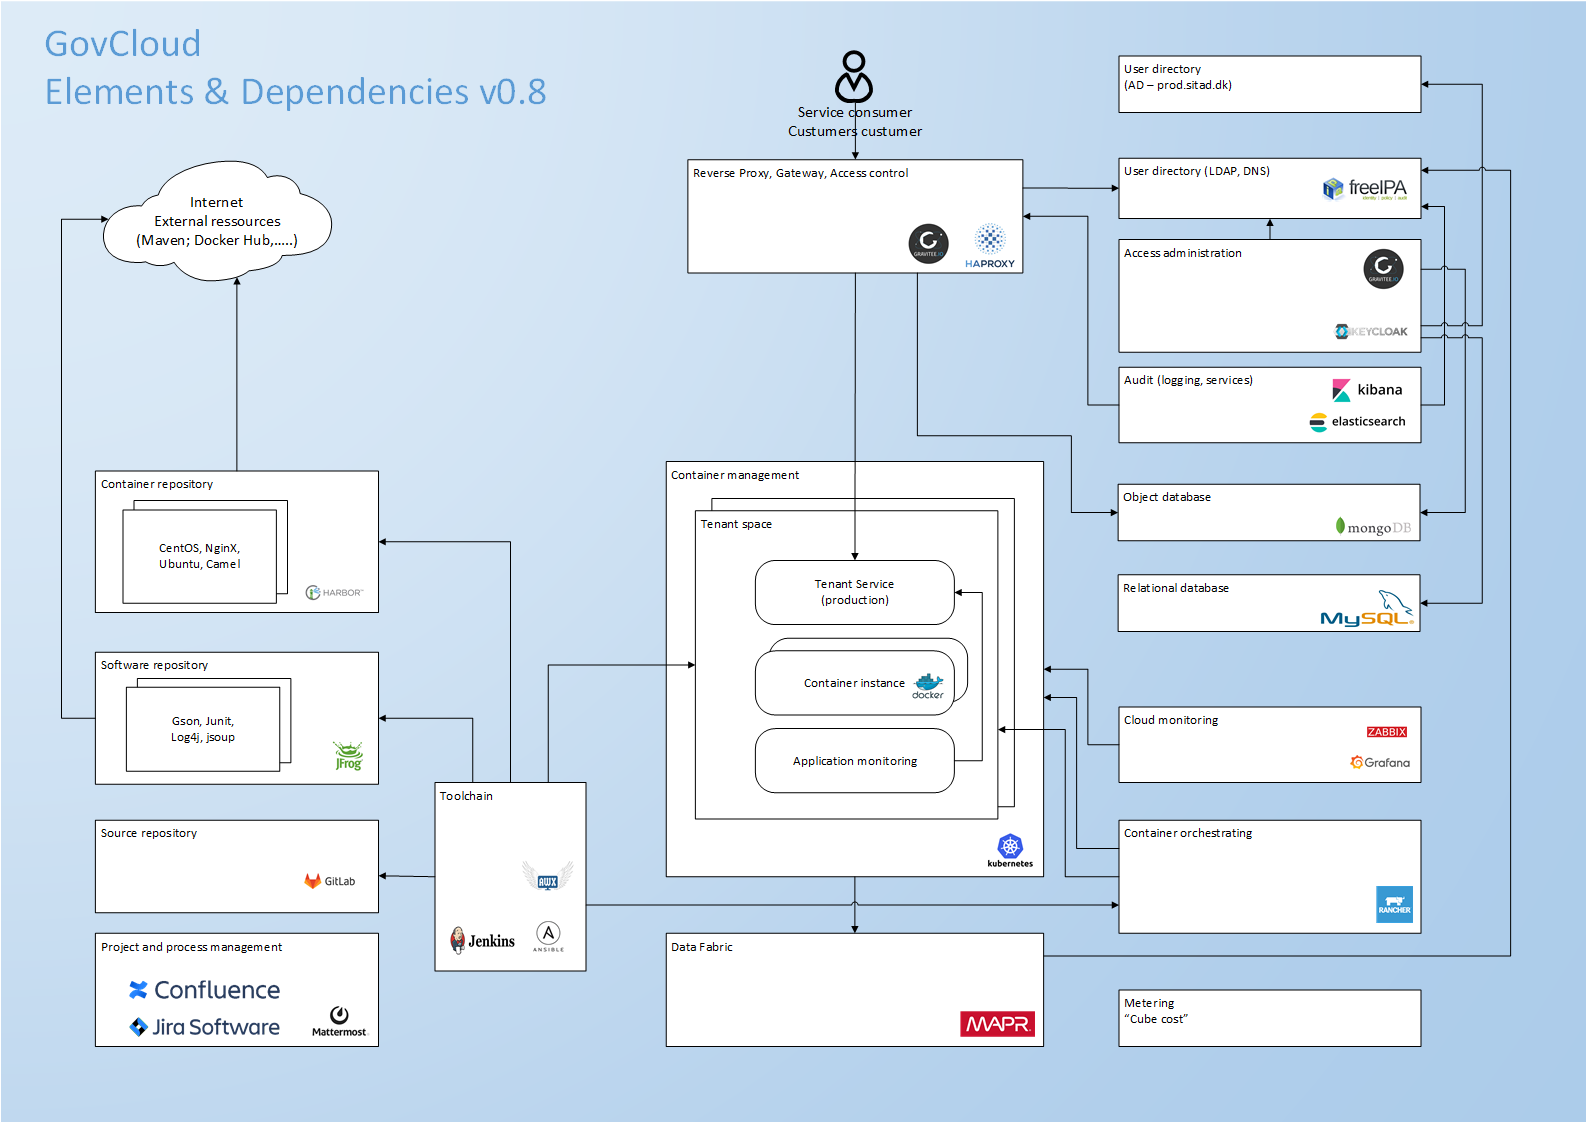 GovCloud
Elements & Dependencies v0.8
Service consumer
Custumers custumer
Internet
External ressources
(Maven; Docker Hub,.....)
Reverse Proxy, Gateway, Access control
GRAVITEE.IO
HAPROXY
User directory
(AD – prod.sitad.dk)
User directory (LDAP, DNS)
freeIPA
identity | policy | audit
Access administration
GRAVITEE.IO
KEYCLOAK
Audit (logging, services)
kibana
elasticsearch
Object database
mongoDB
Relational database
MySQL
Cloud monitoring
ZABBIX
Grafana
Container orchestrating
RANCHER
Metering
“Cube cost”
Container management
Tenant space
Tenant Service
(production)
Container instance
docker
Application monitoring
kubernetes
Data Fabric
MAPR
Container repository
CentOS, NginX,
Ubuntu, Camel
HARBOR™
Software repository
Gson, Junit,
Log4j, jsoup
JFrog
Source repository
GitLab
Toolchain
AWX
Jenkins
ANSIBLE
Project and process management
Confluence
Jira Software
Mattermost